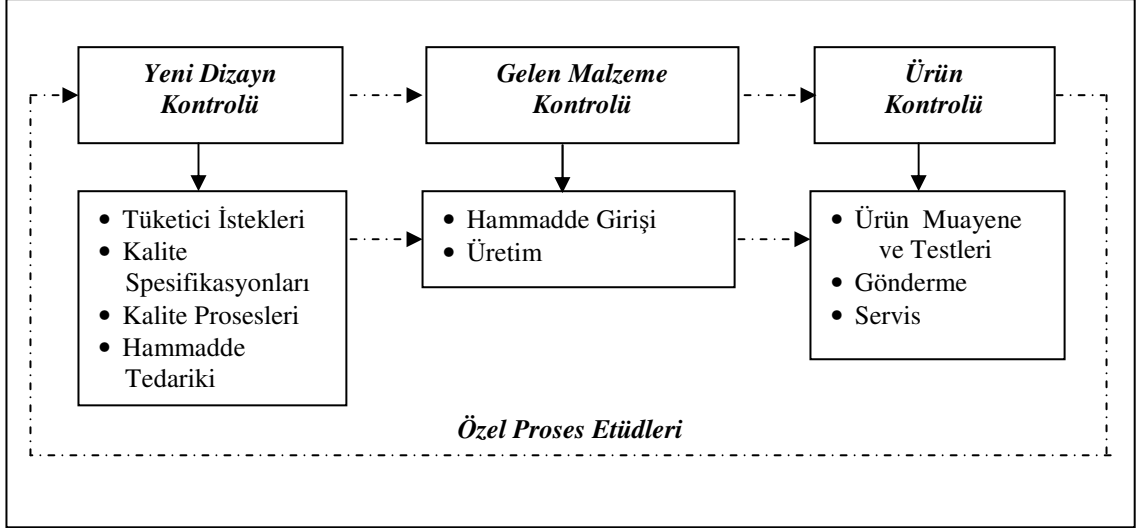 Yeni Dizayn
Kontrolü
Gelen Malzeme
Kontrolü
Ürün
Kontrolü
• Tüketici İstekleri
• Kalite
Spesifikasyonları
• Kalite Prosesleri
• Hammadde
Tedariki
• Hammadde Girişi
• Üretim
• Ürün Muayene
ve Testleri
• Gönderme
• Servis
Özel Proses Etüdleri